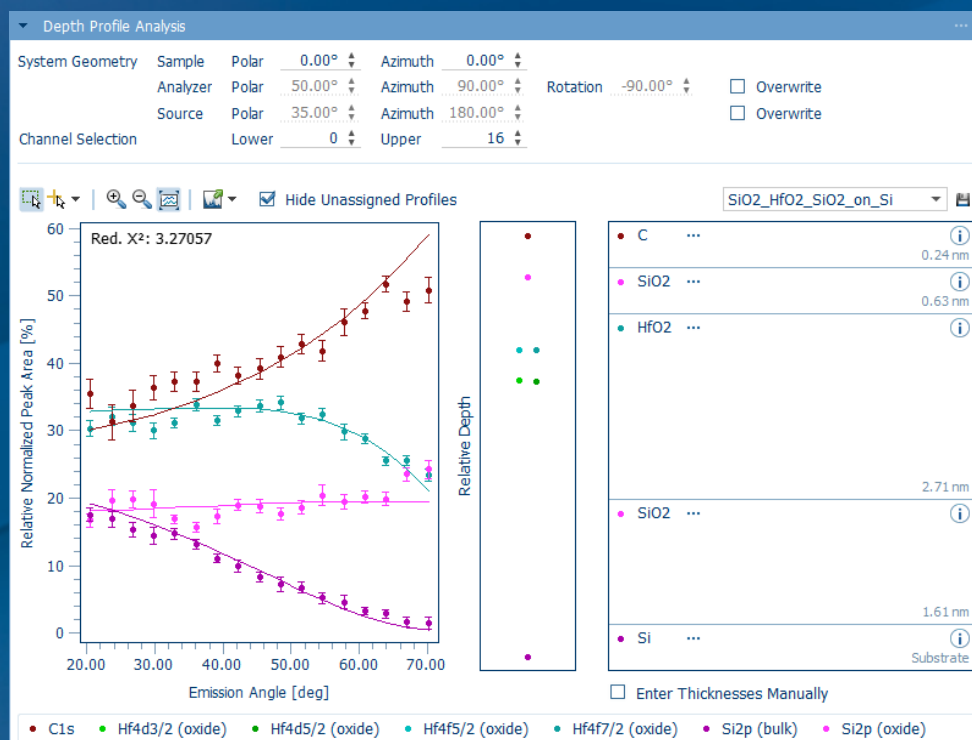 Depth Profile Analysis
System Geometry Sample Polar 0.00° Azimuth 0.00°
Analyzer Polar 50.00° Azimuth 90.00° Rotation -90.00° Overwrite
Source Polar 35.00° Azimuth 180.00° Overwrite
Channel Selection Lower 0 Upper 16
Hide Unassigned Profiles SiO2_HfO2_SiO2_on_Si
Red. X²: 3.27057
Relative Normalized Peak Area [%]
60
50
40
30
20
10
0
20.00 30.00 40.00 50.00 60.00 70.00
Emission Angle [deg]
Relative Depth
C ...
0.24 nm
SiO2 ...
0.63 nm
HfO2 ...
2.71 nm
SiO2 ...
1.61 nm
Si ...
Substrate
Enter Thicknesses Manually
C1s Hf4d3/2 (oxide) Hf4d5/2 (oxide) Hf4f5/2 (oxide) Hf4f7/2 (oxide) Si2p (bulk) Si2p (oxide)